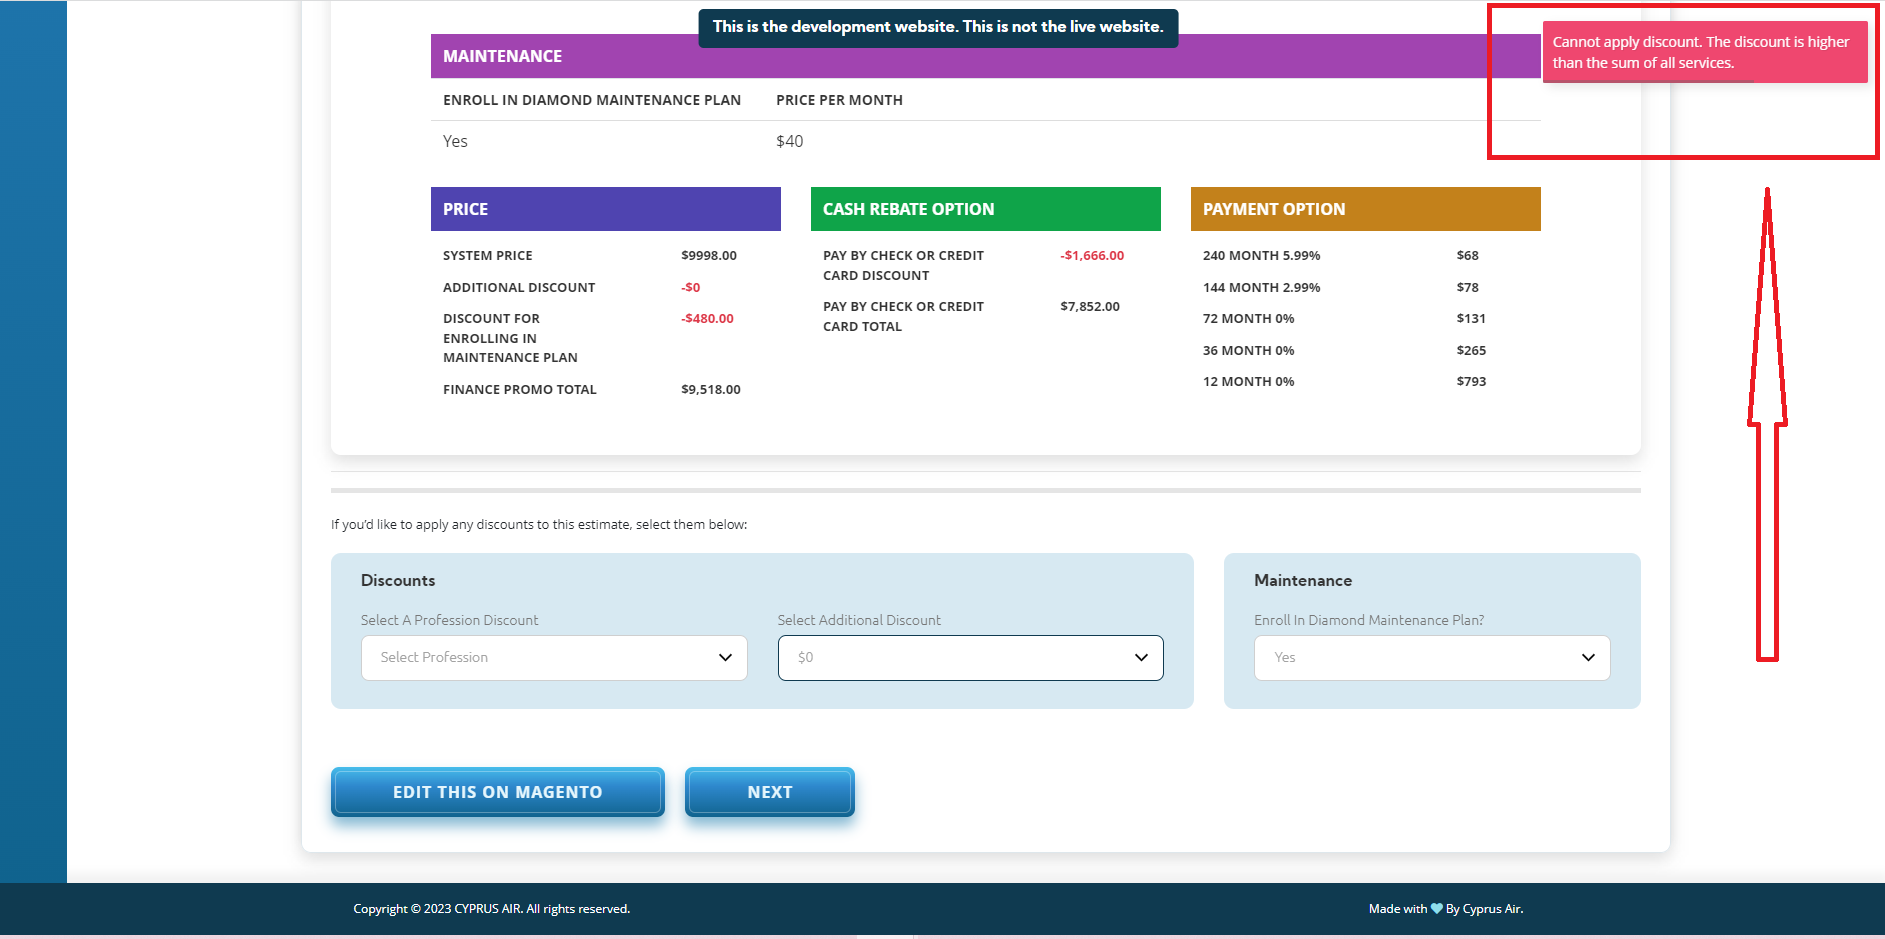 This is the development website. This is not the live website.
Cannot apply discount. The discount is higher
than the sum of all services.
MAINTENANCE
ENROLL IN DIAMOND MAINTENANCE PLAN PRICE PER MONTH
Yes $40
PRICE
SYSTEM PRICE $9998.00
ADDITIONAL DISCOUNT -$0
DISCOUNT FOR -$480.00
ENROLLING IN
MAINTENANCE PLAN
FINANCE PROMO TOTAL $9,518.00
CASH REBATE OPTION
PAY BY CHECK OR CREDIT -$1,666.00
CARD DISCOUNT
PAY BY CHECK OR CREDIT $7,852.00
CARD TOTAL
PAYMENT OPTION
240 MONTH 5.99% $68
144 MONTH 2.99% $78
72 MONTH 0% $131
36 MONTH 0% $265
12 MONTH 0% $793
If you'd like to apply any discounts to this estimate, select them below:
Discounts
Select A Profession Discount
Select Profession
Select Additional Discount
$0
Maintenance
Enroll In Diamond Maintenance Plan?
Yes
EDIT THIS ON MAGENTO
NEXT
Copyright © 2023 CYPRUS AIR. All rights reserved.
Made with 💙 By Cyprus Air.